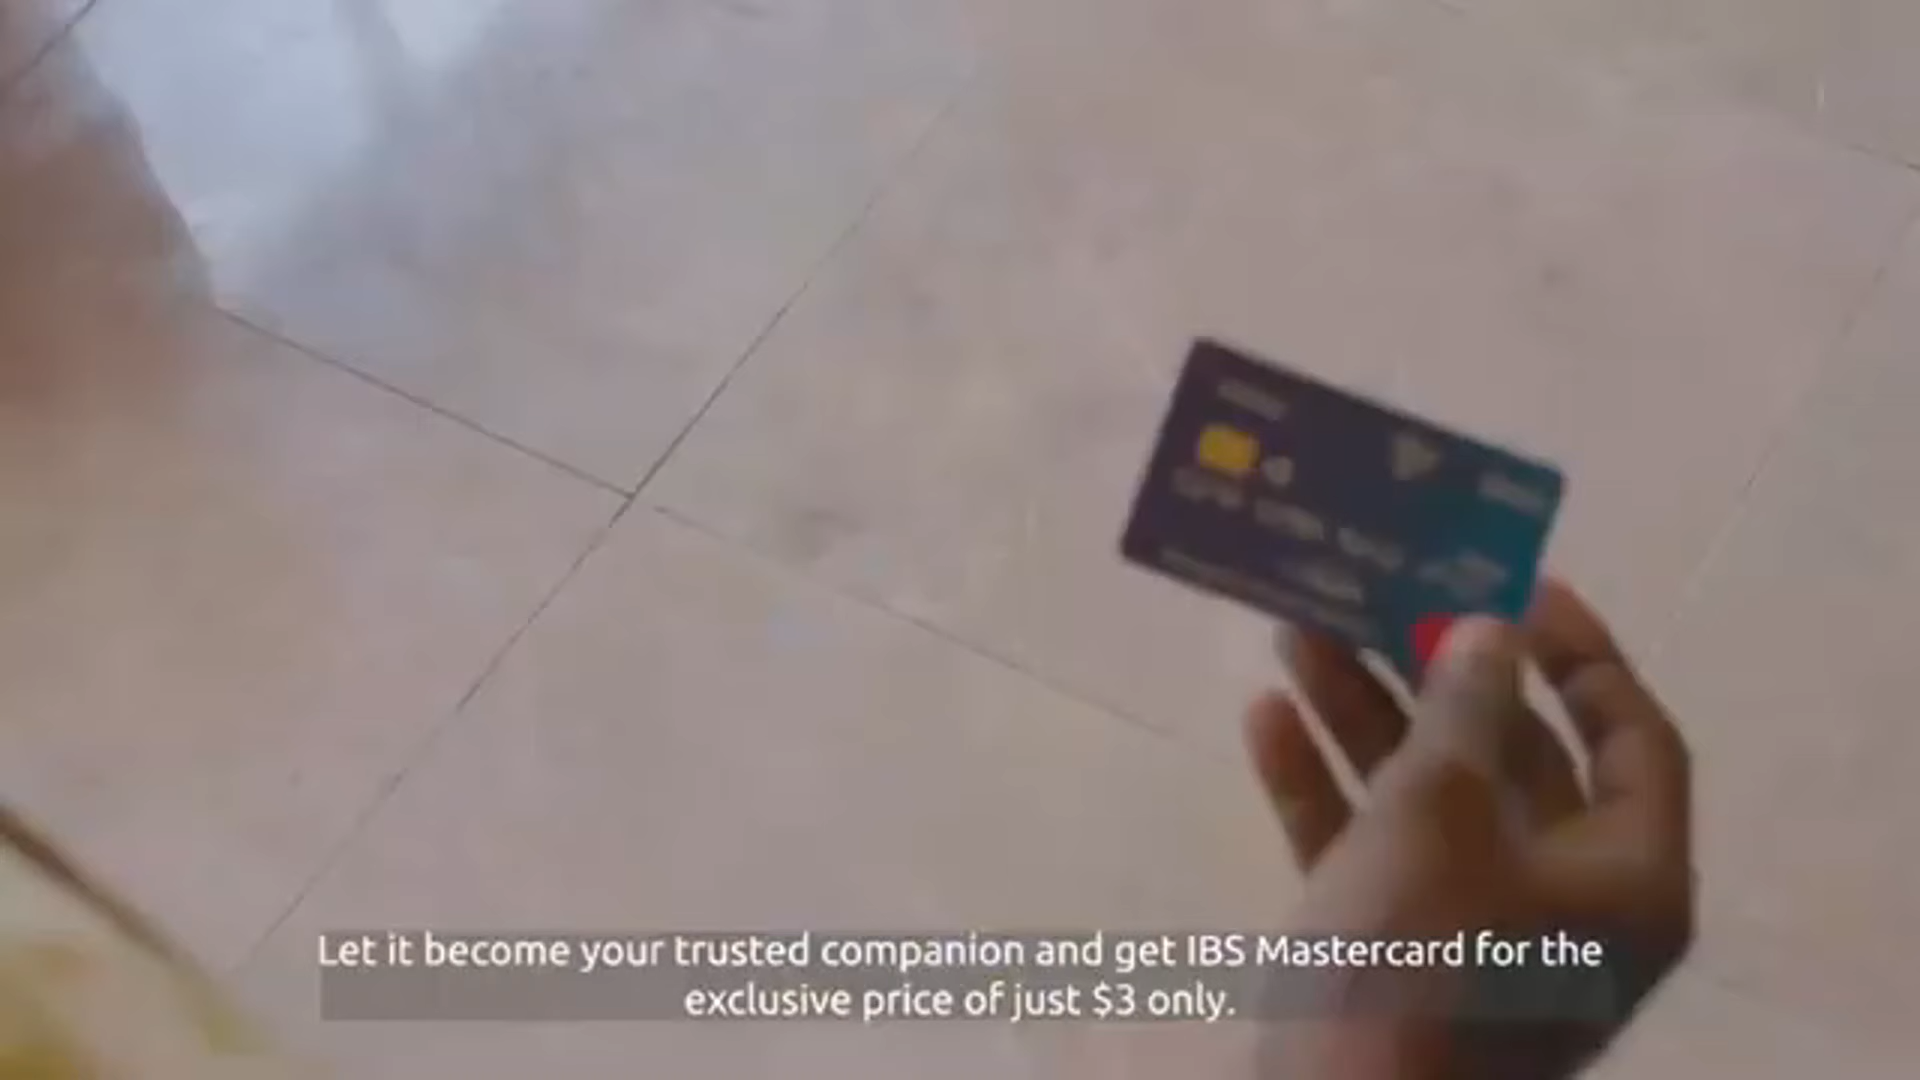 Let it become your trusted companion and get IBS Mastercard for the
exclusive price of just $3 only.